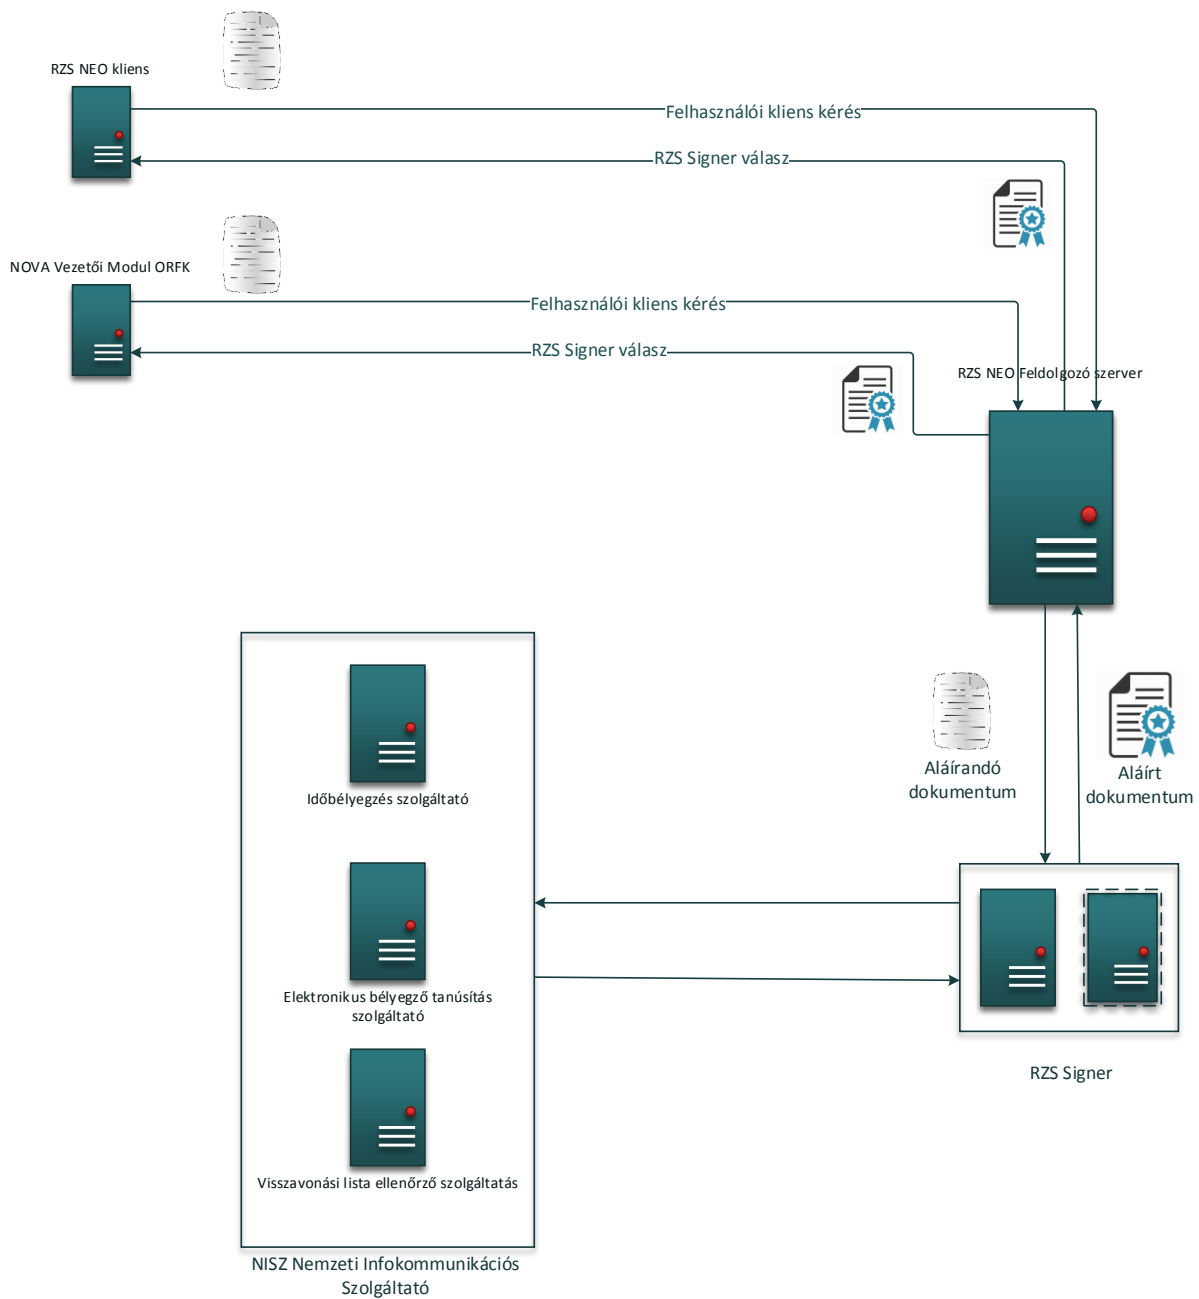 RZS NEO kliens
Felhasználói kliens kérés
RZS Signer válasz
NOVA Vezetői Modul ORFK
Felhasználói kliens kérés
RZS Signer válasz
RZS NEO Feldolgozó szerver
Aláírandó
dokumentum
Aláírt
dokumentum
Időbélyegzés szolgáltató
Elektronikus bélyegző tanúsítás
szolgáltató
RZS Signer
Visszavonási lista ellenőrző szolgáltatás
NISZ Nemzeti Infokommunikációs
Szolgáltató